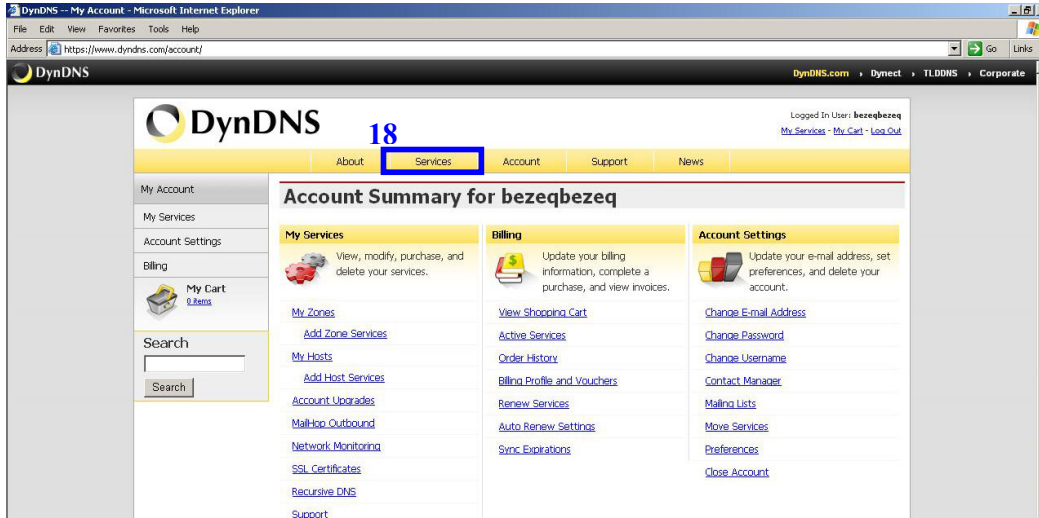 DynDNS -- My Account - Microsoft Internet Explorer
File Edit View Favorites Tools Help
Address https://www.dyndns.com/account/ Go Links
DynDNS DynDNS.com Dynect TLDDNS Corporate
DynDNS
Logged In User: bezeqbezeq
My Services - My Cart - Log Out
18
About Services Account Support News
My Account
My Services
Account Settings
Billing
My Cart
0 items
Search
Search
Account Summary for bezeqbezeq
My Services
View, modify, purchase, and
delete your services.
My Zones
Add Zone Services
My Hosts
Add Host Services
Account Upgrades
MailHop Outbound
Network Monitoring
SSL Certificates
Recursive DNS
Support
Billing
Update your billing
information, complete a
purchase, and view invoices.
View Shopping Cart
Active Services
Order History
Billing Profile and Vouchers
Renew Services
Auto Renew Settings
Sync Expirations
Account Settings
Update your e-mail address, set
preferences, and delete your
account.
Change E-mail Address
Change Password
Change Username
Contact Manager
Mailing Lists
Move Services
Preferences
Close Account